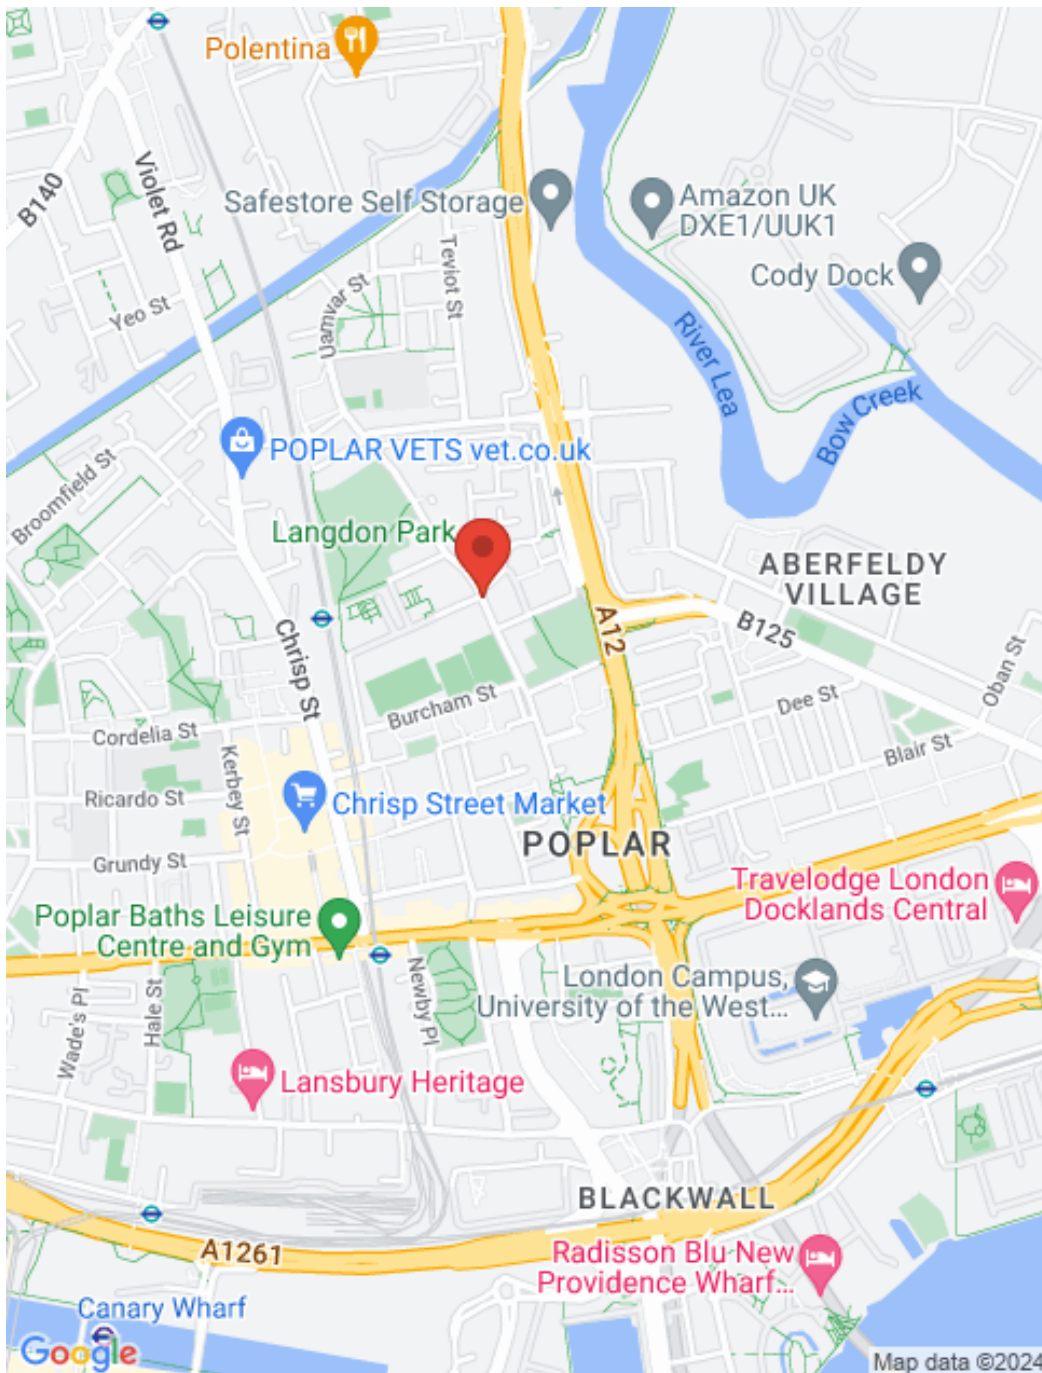 Polentina
B140
Violet Rd
Safestore Self Storage
Amazon UK
DXE1/UUK1
Teviot St
Cody Dock
Uamvar St
Yeo St
River Lea
Bow Creek
POPLAR VETS vet.co.uk
Broomfield St
Langdon Park
ABERFELDY
VILLAGE
A12
B125
Chrisp St
Oban St
Burcham St
Dee St
Cordelia St
Blair St
Kerbey St
Ricardo St
Chrisp Street Market
POPLAR
Grundy St
Travelodge London
Docklands Central
Poplar Baths Leisure
Centre and Gym
London Campus,
University of the West...
Newby Pl
Wade's Pl
Hale St
Lansbury Heritage
BLACKWALL
A1261
Radisson Blu New
Providence Wharf...
Canary Wharf
Google
Map data ©2024